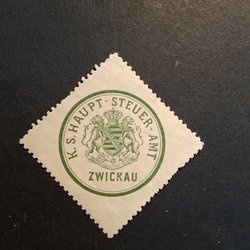 K. S. HAUPT-STEUER-AMT
ZWICKAU